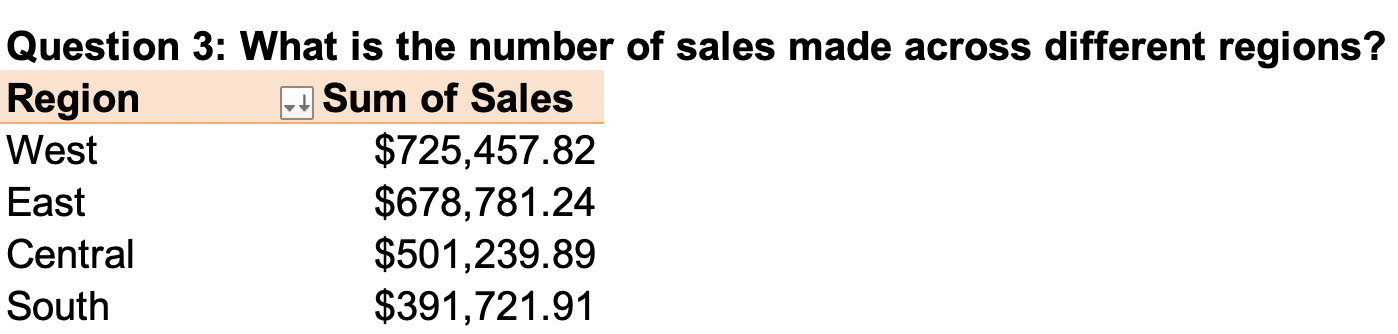 Question 3: What is the number of sales made across different regions?
Region Sum of Sales
West $725,457.82
East $678,781.24
Central $501,239.89
South $391,721.91